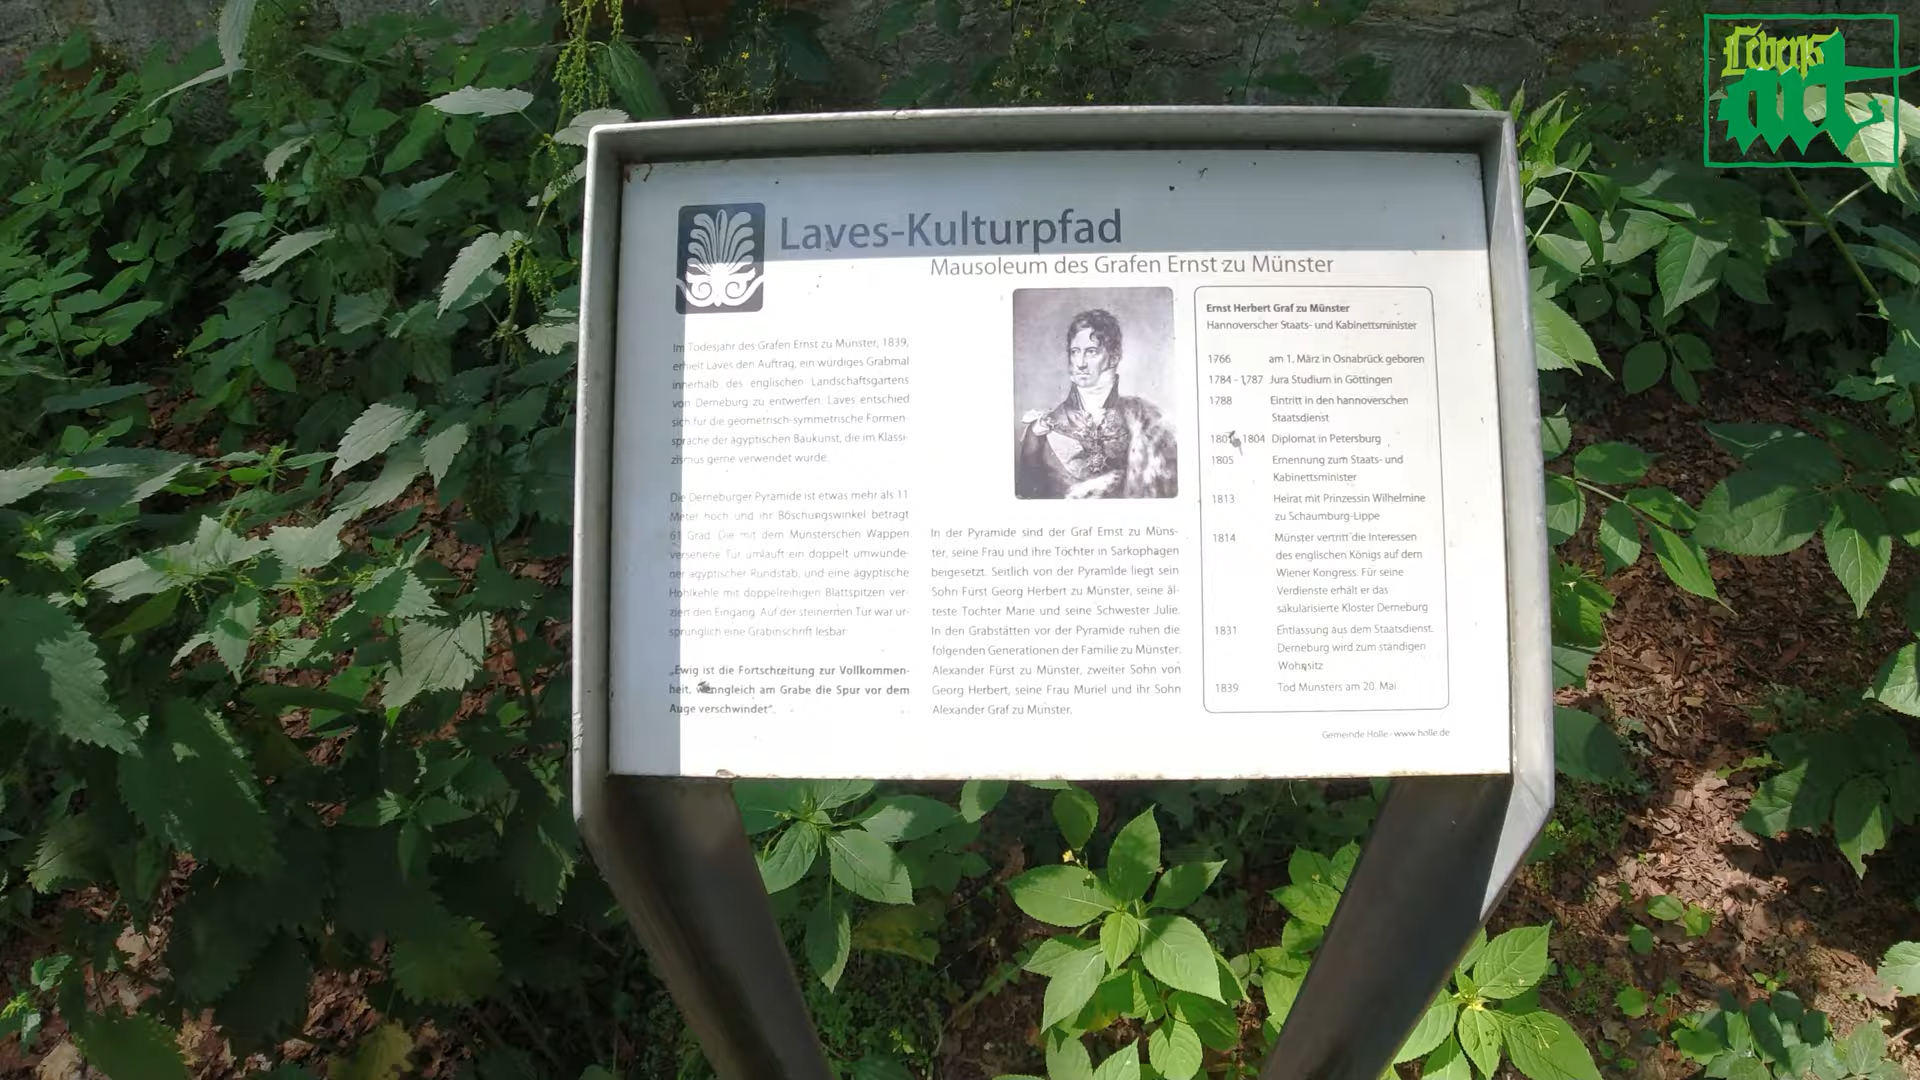 Lebens
art
Laves-Kulturpfad
Mausoleum des Grafen Ernst zu Münster
Im Todesjahr des Grafen Ernst zu Münster, 1839,
erhielt Laves den Auftrag, ein würdiges Grabmal
innerhalb des englischen Landschaftsgartens
von Derneburg zu entwerfen. Laves entschied
sich für die geometrisch-symmetrische Formen-
sprache der ägyptischen Baukunst, die im Klassi-
zismus gerne verwendet wurde.
Die Derneburger Pyramide ist etwas mehr als 11
Meter hoch und ihr Böschungswinkel beträgt
61 Grad. Die mit dem Münsterschen Wappen
versehene Tür umläuft ein doppelt umwunde-
ner ägyptischer Rundstab, und eine ägyptische
Hohlkehle mit doppelreihigen Blattspitzen ver-
ziert den Eingang. Auf der steinernen Tür war ur-
sprünglich eine Grabinschrift lesbar:
„Ewig ist die Fortschreitung zur Vollkommen-
heit, wenngleich am Grabe die Spur vor dem
Auge verschwindet".
In der Pyramide sind der Graf Ernst zu Müns-
ter, seine Frau und ihre Töchter in Sarkophagen
beigesetzt. Seitlich von der Pyramide liegt sein
Sohn Fürst Georg Herbert zu Münster, seine äl-
teste Tochter Marie und seine Schwester Julie.
In den Grabstätten vor der Pyramide ruhen die
folgenden Generationen der Familie zu Münster:
Alexander Fürst zu Münster, zweiter Sohn von
Georg Herbert, seine Frau Muriel und ihr Sohn
Alexander Graf zu Münster.
Ernst Herbert Graf zu Münster
Hannoverscher Staats- und Kabinettsminister
1766 am 1. März in Osnabrück geboren
1784 - 1787 Jura Studium in Göttingen
1788 Eintritt in den hannoverschen
Staatsdienst
1804 Diplomat in Petersburg
1805 Ernennung zum Staats- und
Kabinettsminister
1813 Heirat mit Prinzessin Wilhelmine
zu Schaumburg-Lippe
1814 Münster vertritt die Interessen
des englischen Königs auf dem
Wiener Kongress. Für seine
Verdienste erhält er das
säkularisierte Kloster Derneburg
1831 Entlassung aus dem Staatsdienst.
Derneburg wird zum ständigen
Wohnsitz
1839 Tod Münsters am 20. Mai
Gemeinde Holle - www.holle.de